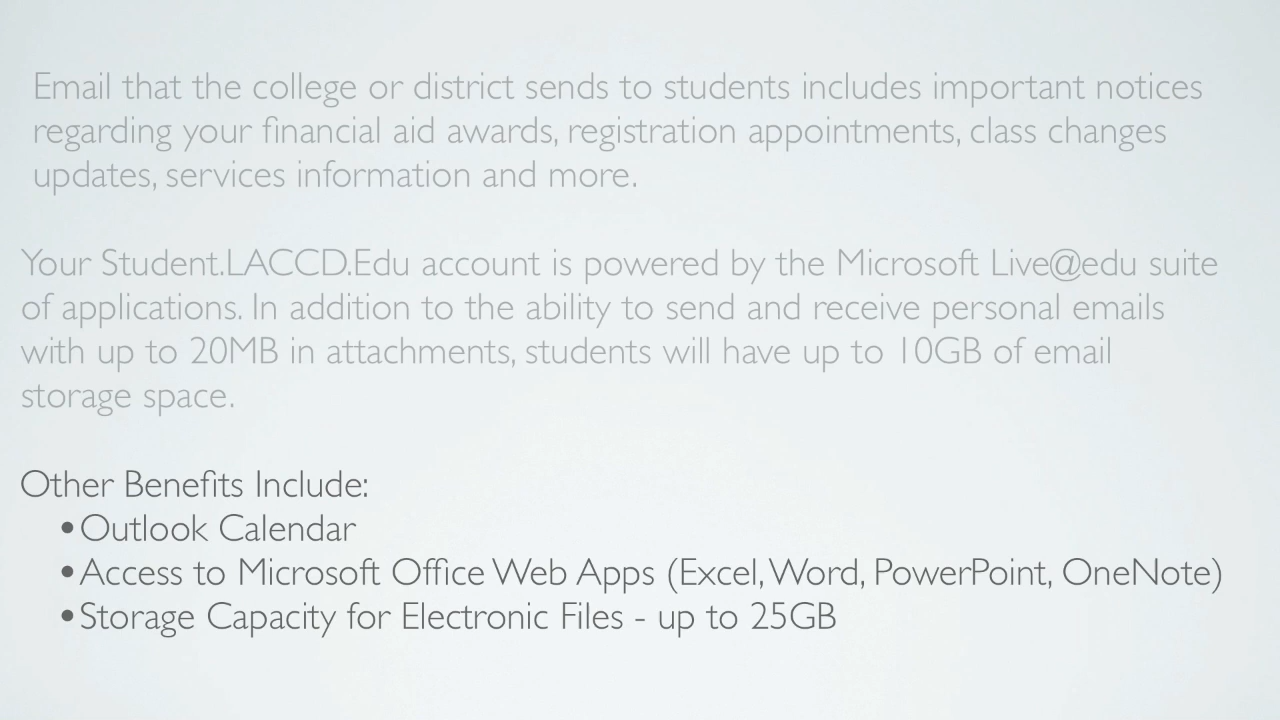 Email that the college or district sends to students includes important notices
regarding your financial aid awards, registration appointments, class changes
updates, services information and more.
Your Student.LACCD.Edu account is powered by the Microsoft Live@edu suite
of applications. In addition to the ability to send and receive personal emails
with up to 20MB in attachments, students will have up to 10GB of email
storage space.
Other Benefits Include:
•Outlook Calendar
•Access to Microsoft Office Web Apps (Excel, Word, PowerPoint, OneNote)
•Storage Capacity for Electronic Files - up to 25GB